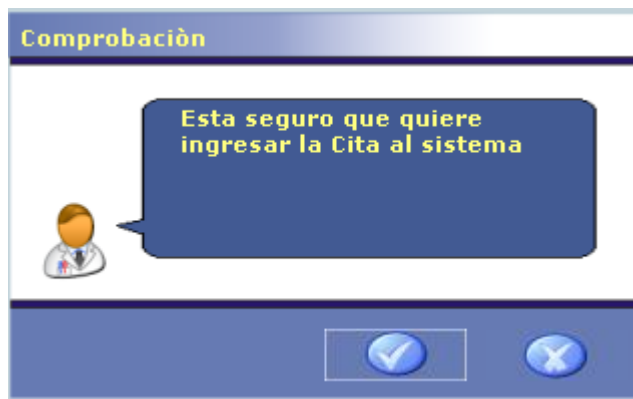 Comprobaciòn
Esta seguro que quiere
ingresar la Cita al sistema